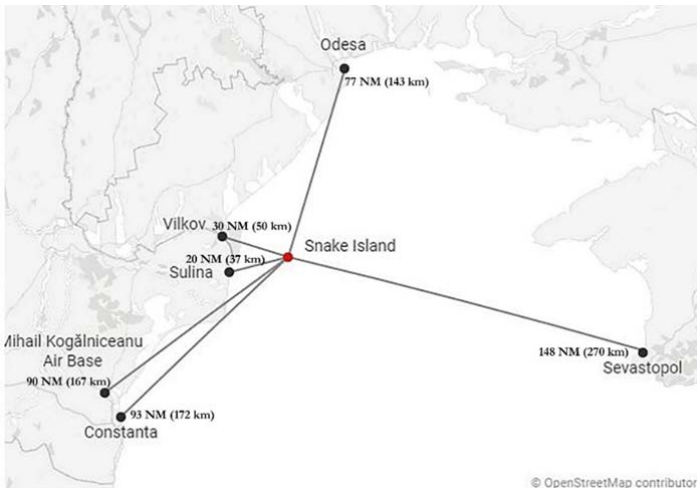 Odesa
77 NM (143 km)
Vilkov 30 NM (50 km)
Snake Island
20 NM (37 km)
Sulina
Mihail Kogălniceanu
Air Base
148 NM (270 km)
Sevastopol
90 NM (167 km)
93 NM (172 km)
Constanta
© OpenStreetMap contributor